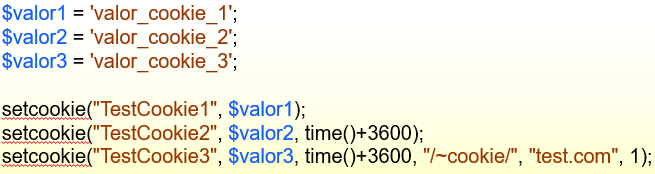 $valor1 = 'valor_cookie_1';
$valor2 = 'valor_cookie_2';
$valor3 = 'valor_cookie_3';
setcookie("TestCookie1", $valor1);
setcookie("TestCookie2", $valor2, time()+3600);
setcookie("TestCookie3", $valor3, time()+3600, "/~cookie/", "test.com", 1);